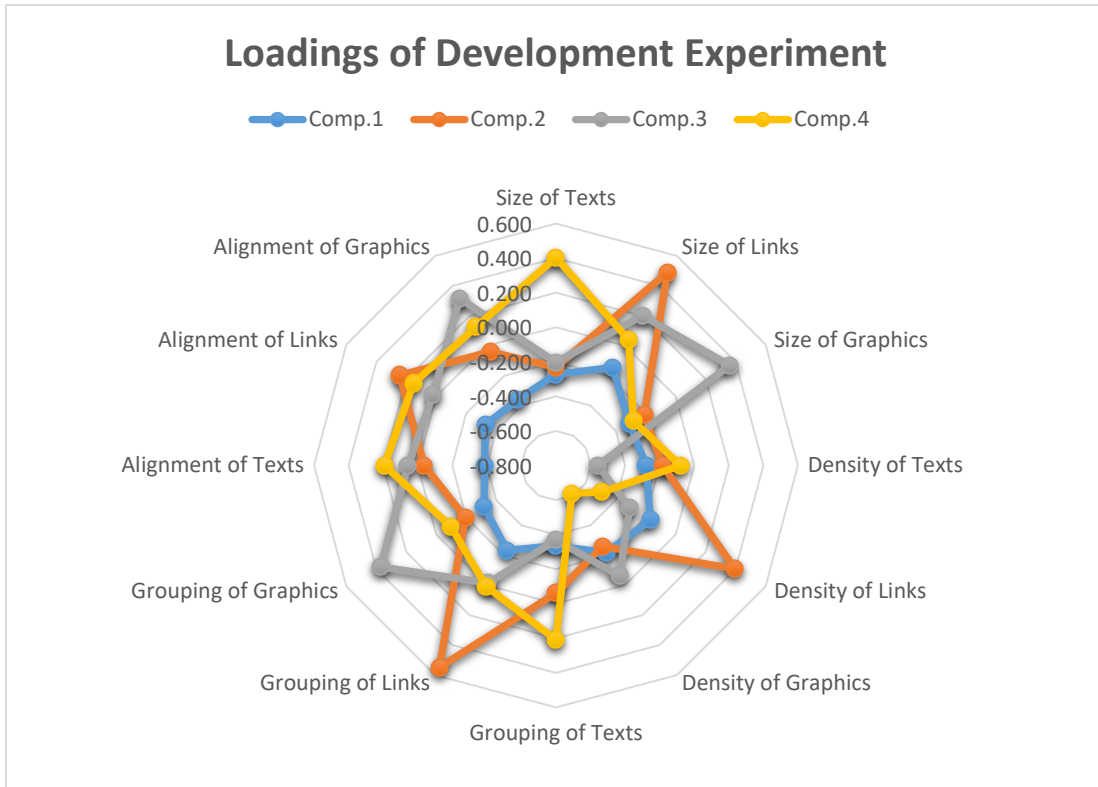 Loadings of Development Experiment
Comp.1 Comp.2 Comp.3 Comp.4
Size of Texts
0.600
Alignment of Graphics
Size of Links
0.400
0.200
Alignment of Links
Size of Graphics
0.000
-0.200
-0.400
-0.600
Alignment of Texts
-0.800
Density of Texts
Grouping of Graphics
Density of Links
Grouping of Links
Density of Graphics
Grouping of Texts